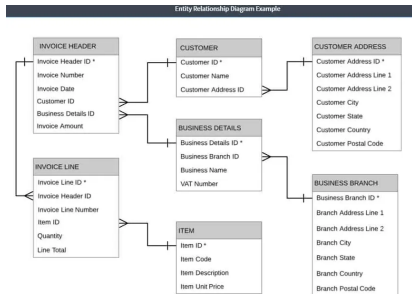 Entity Relationship Diagram Example
INVOICE HEADER
Invoice Header ID *
Invoice Number
Invoice Date
Customer ID
Business Details ID
Invoice Amount
CUSTOMER
Customer ID *
Customer Name
Customer Address ID
CUSTOMER ADDRESS
Customer Address ID *
Customer Address Line 1
Customer Address Line 2
Customer City
Customer State
Customer Country
Customer Postal Code
BUSINESS DETAILS
Business Details ID *
Business Branch ID
Business Name
VAT Number
INVOICE LINE
Invoice Line ID *
Invoice Header ID
Invoice Line Number
Item ID
Quantity
Line Total
ITEM
Item ID *
Item Code
Item Description
Item Unit Price
BUSINESS BRANCH
Business Branch ID *
Branch Address Line 1
Branch Address Line 2
Branch City
Branch State
Branch Country
Branch Postal Code